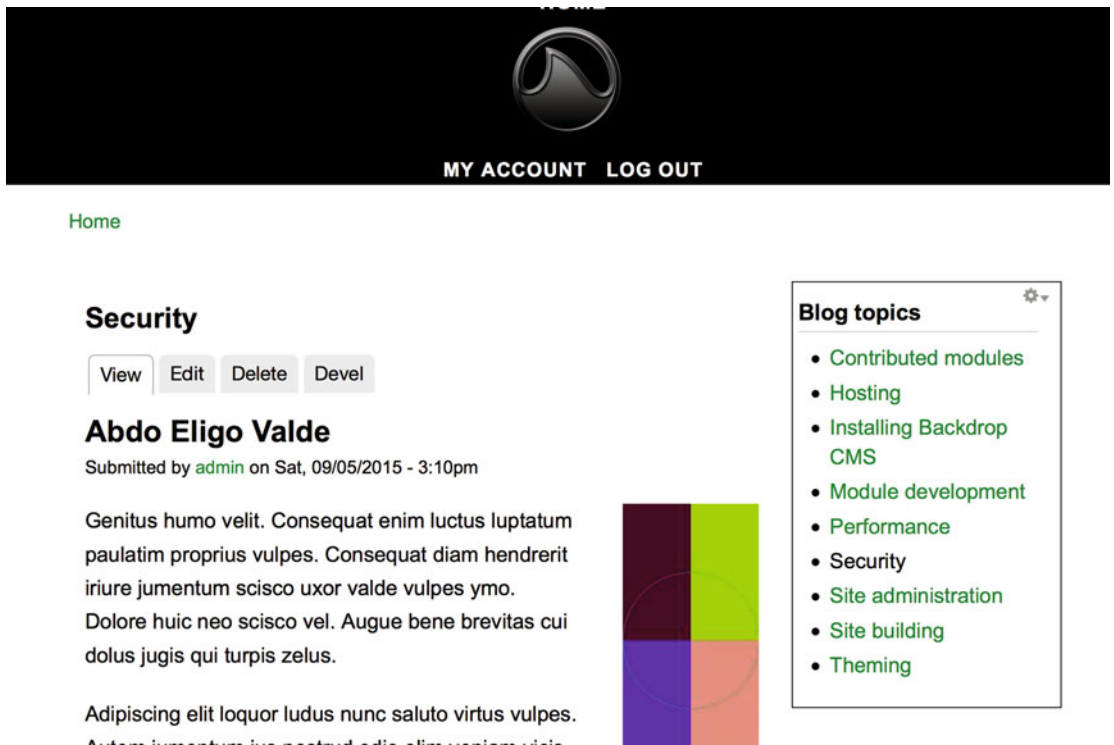 HOME
MY ACCOUNT LOG OUT
Home
Security
View Edit Delete Devel
Abdo Eligo Valde
Submitted by admin on Sat, 09/05/2015 - 3:10pm
Genitus humo velit. Consequat enim luctus luptatum
paulatim proprius vulpes. Consequat diam hendrerit
iriure jumentum scisco uxor valde vulpes ymo.
Dolore huic neo scisco vel. Augue bene brevitas cui
dolus jugis qui turpis zelus.
Adipiscing elit loquor ludus nunc saluto virtus vulpes.
Blog topics
Contributed modules
Hosting
Installing Backdrop
CMS
Module development
Performance
Security
Site administration
Site building
Theming